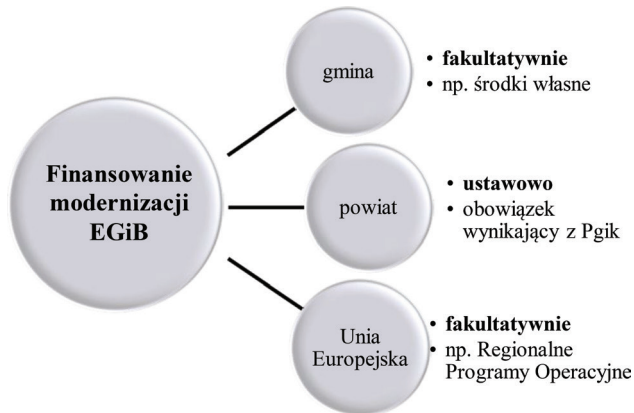 Finansowanie
modernizacji
EGiB
gmina
• fakultatywnie
• np. środki własne
powiat
• ustawowo
• obowiązek
wynikający z Pgik
Unia
Europejska
• fakultatywnie
• np. Regionalne
Programy Operacyjne